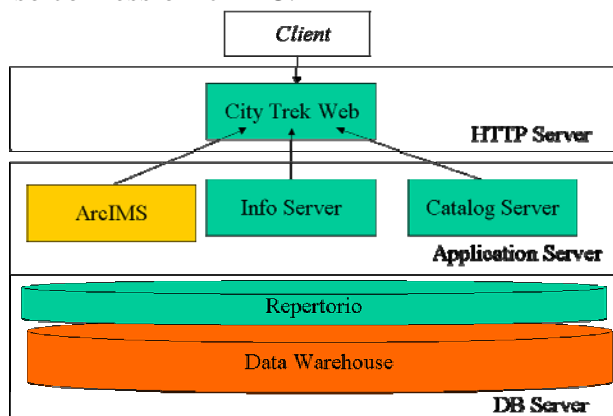 Client
City Trek Web
HTTP Server
ArcIMS
Info Server
Catalog Server
Application Server
Repertorio
Data Warehouse
DB Server